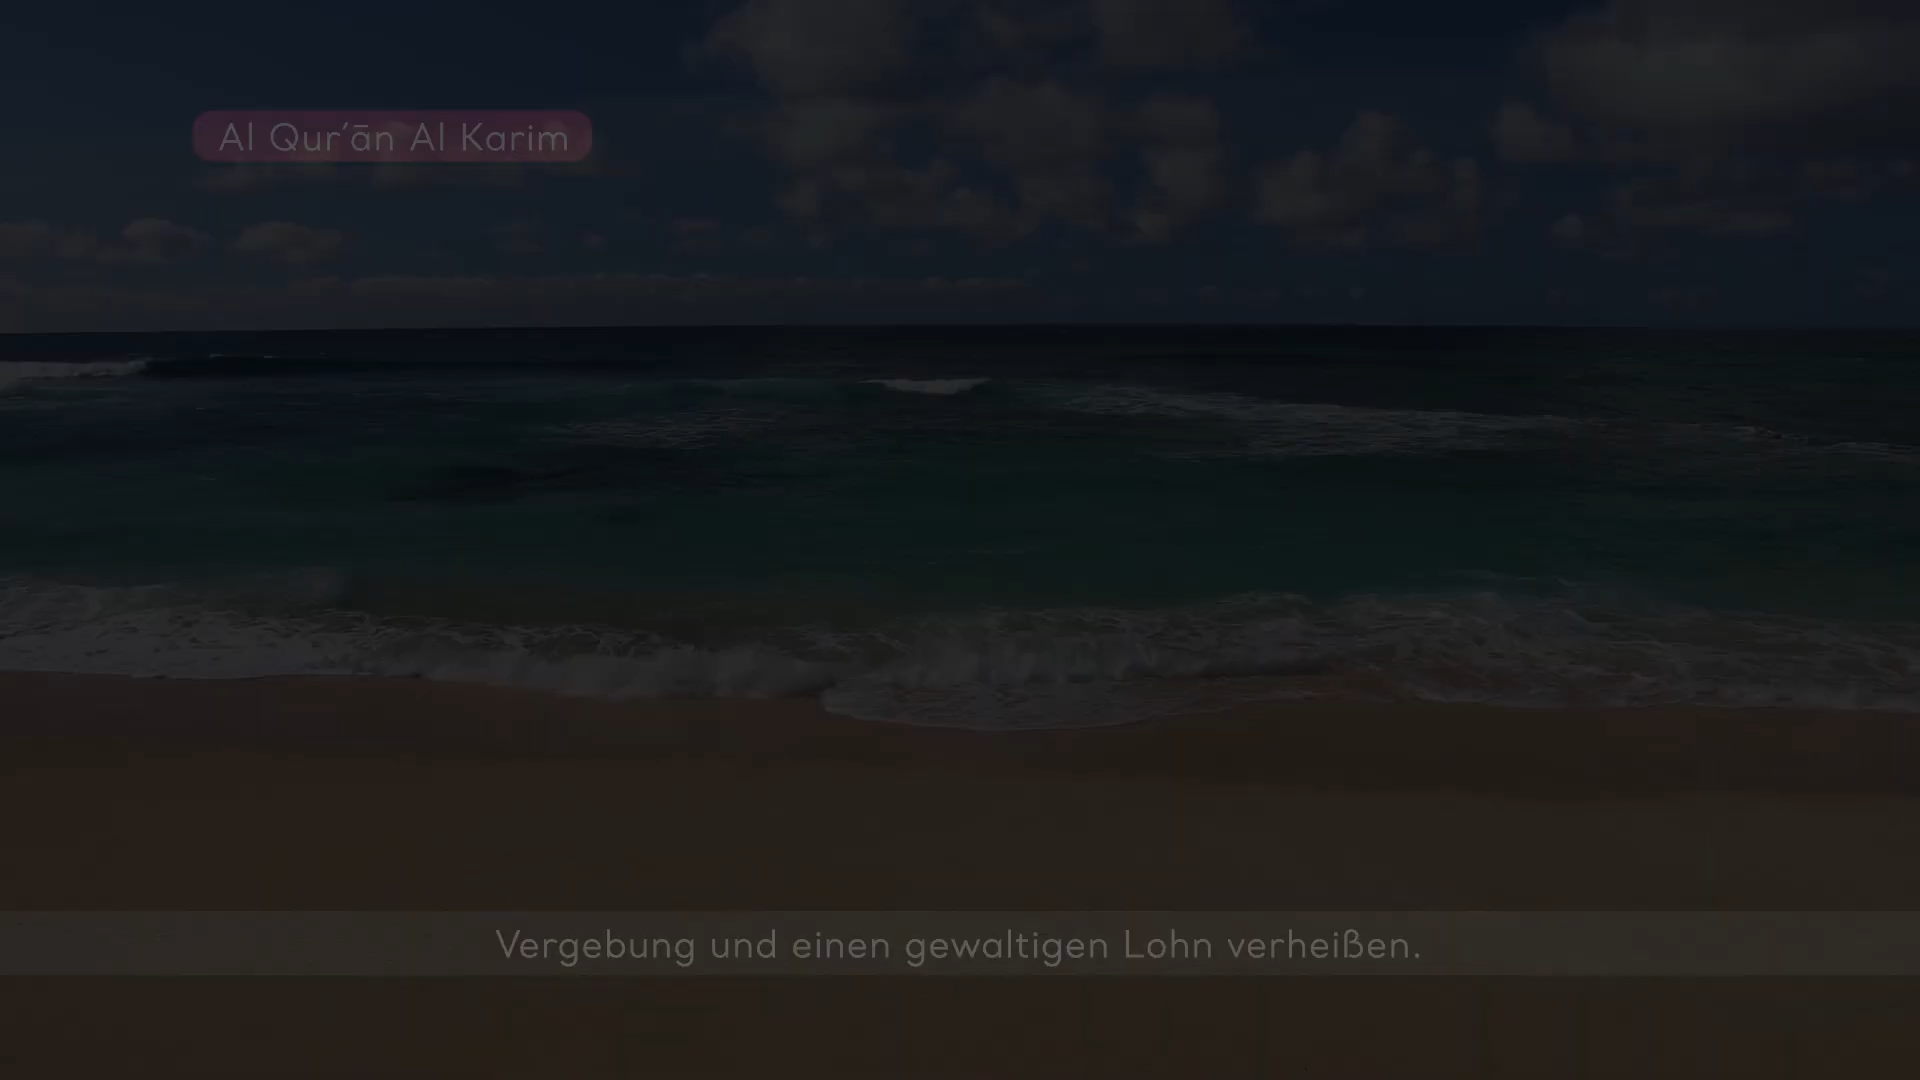 Al Qur’ān Al Karim
Vergebung und einen gewaltigen Lohn verheißen.